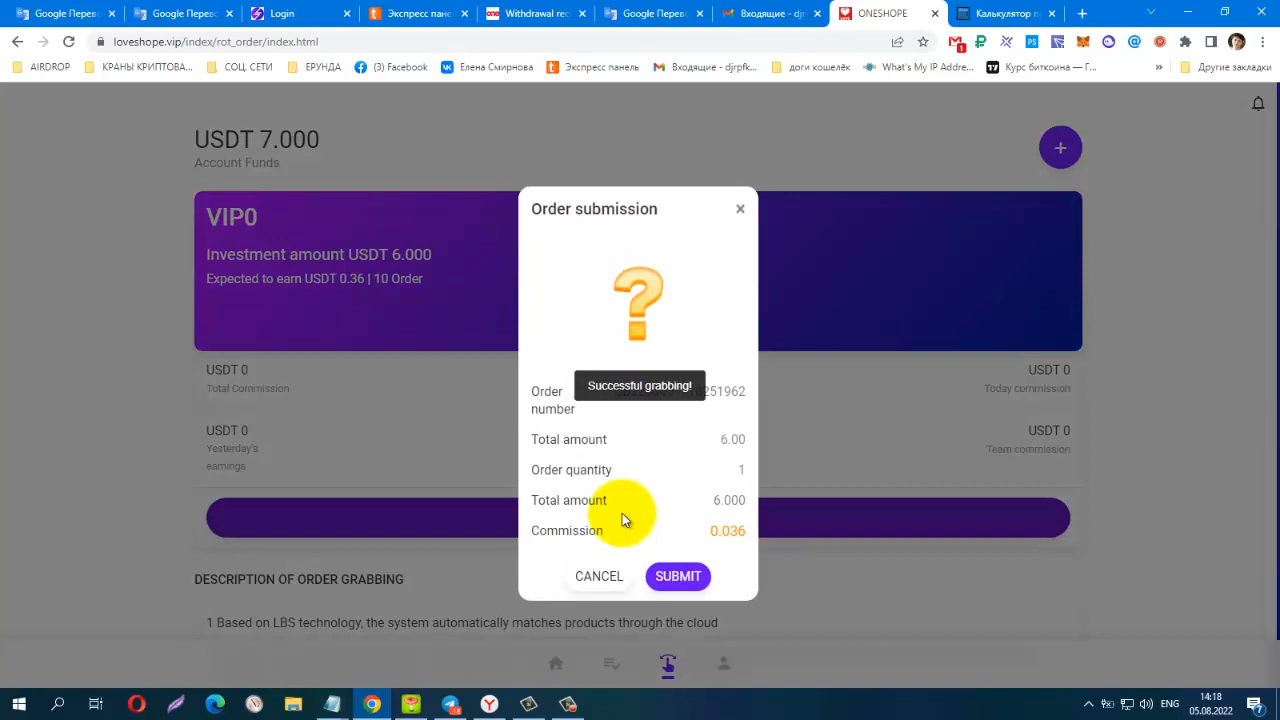 Google Перево
Google Перево
Login
Экспресс пане
Withdrawal rec
Google Перево
Входящие - djr
ONESHOPE
Калькулятор п
loveshope.vip/index/rot_order/index.html
AIRDROP
КРАНЫ КРИПТОВА...
СОЦ. СЕТИ
ЕРУНДА
(3) Facebook
Елена Смирнова
Экспресс панель
Входящие - djrpfk...
доги кошелёк
What's My IP Addre...
Курс биткоина — Г...
»
Другие закладки
USDT 7.000
Account Funds
VIP0
Investment amount USDT 6.000
Expected to earn USDT 0.36 | 10 Order
USDT 0
Total Commission
USDT 0
Today commission
USDT 0
Yesterday's
earnings
USDT 0
Team commission
Order submission
×
Successful grabbing!
Order
number
Total amount 6.00
Order quantity 1
Total amount 6.000
Commission 0.036
CANCEL SUBMIT
DESCRIPTION OF ORDER GRABBING
1 Based on LBS technology, the system automatically matches products through the cloud
ENG
14:18
05.08.2022